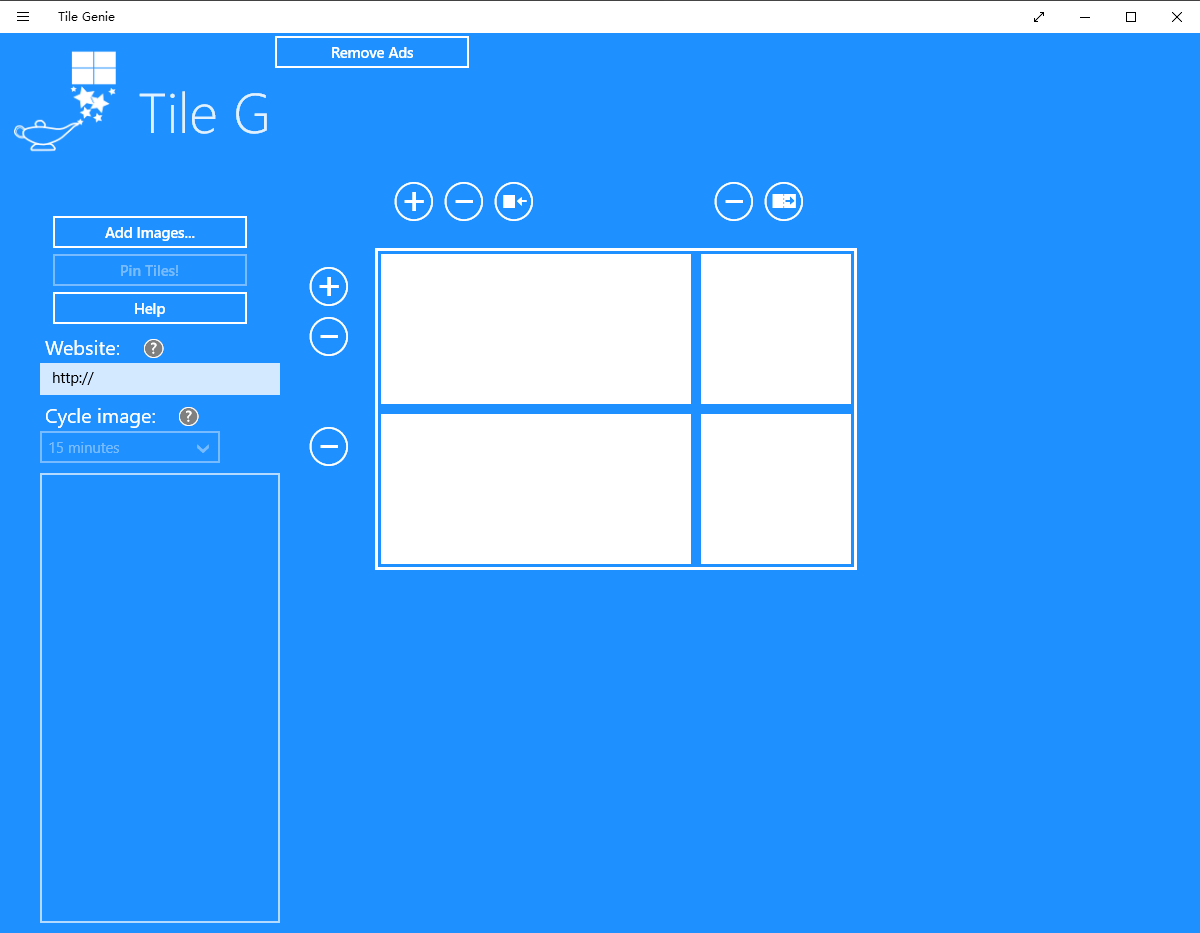 Tile Genie
Remove Ads
Tile G
Add Images...
Pin Tiles!
Help
Website:
?
http://
Cycle image:
?
15 minutes